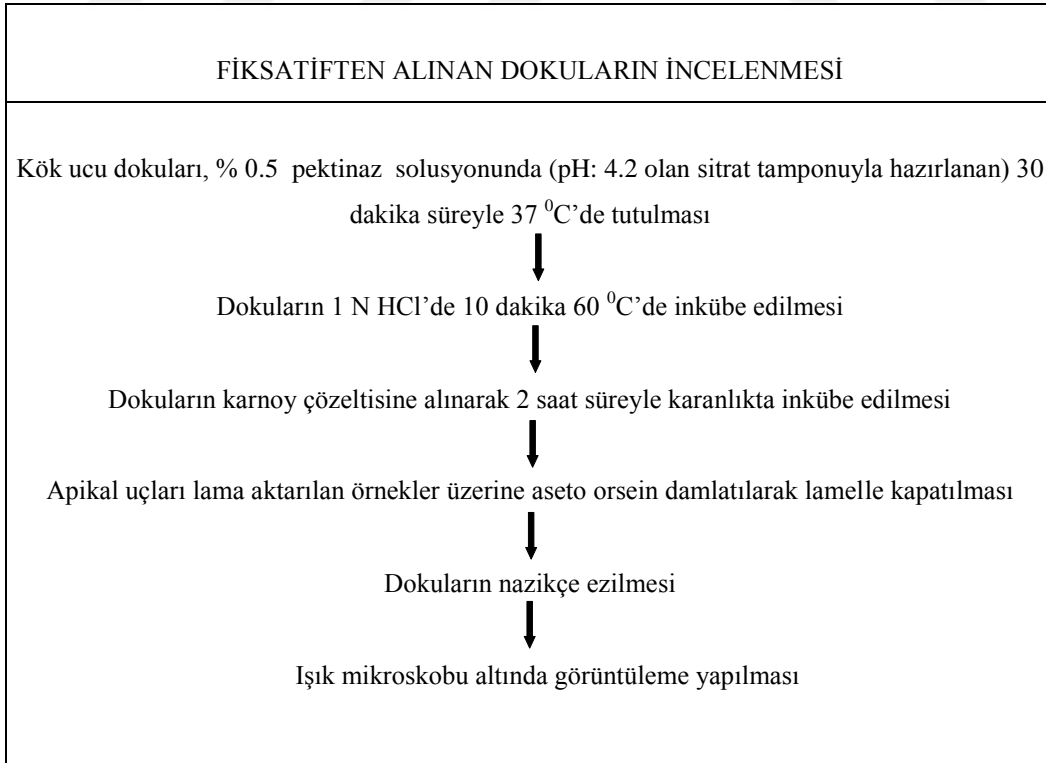 FİKSATİFTEN ALINAN DOKULARIN İNCELENMESİ
Kök ucu dokuları, % 0.5 pektinaz solusyonunda (pH: 4.2 olan sitrat tamponuyla hazırlanan) 30
dakika süreyle 37 ⁰C’de tutulması
Dokuların 1 N HCl’de 10 dakika 60 ⁰C’de inkübe edilmesi
Dokuların karnoy çözeltisine alınarak 2 saat süreyle karanlıkta inkübe edilmesi
Apikal uçları lama aktarılan örnekler üzerine aseto orsein damlatılarak lamelle kapatılması
Dokuların nazikçe ezilmesi
Işık mikroskobu altında görüntüleme yapılması